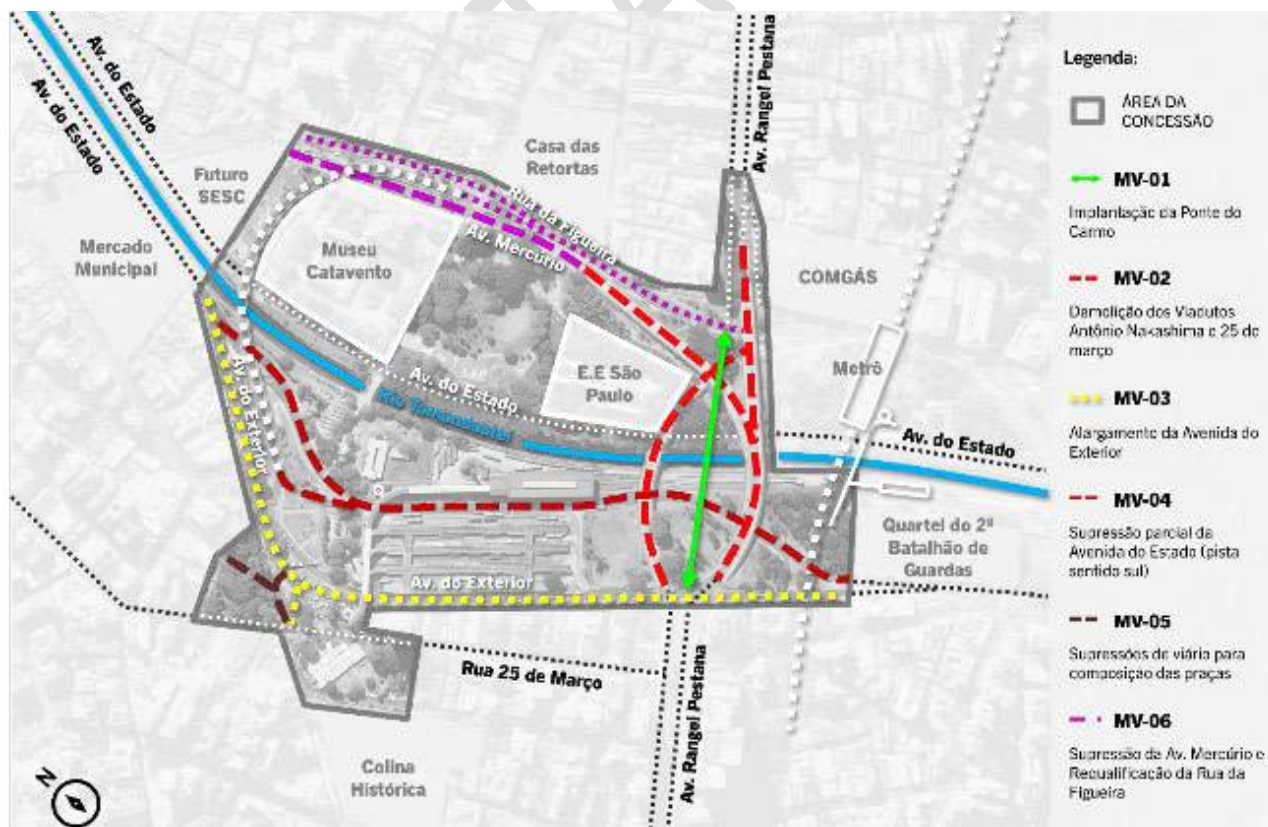 Av. do Estado
Av. do Estado
Futuro
SESC
Mercado
Municipal
Museu
Catavento
Casa das
Retortas
Rua da Figueira
Av. Mercúrio
Av. Rangel Pestana
COMGÁS
Metrô
E.E São
Paulo
Av. do Estado
Rio Tamanduateí
Av. do Estado
Av. do Exterior
Av. do Exterior
Quartel do 2º
Batalhão de
Guardas
Rua 25 de Março
Av. Rangel Pestana
Colina
Histórica
N
Legenda:
ÁREA DA
CONCESSÃO
MV-01
Implantação da Ponte do
Carmo
MV-02
Demolição dos Viadutos
Antônio Nakashima e 25 de
março
MV-03
Alargamento da Avenida do
Exterior
MV-04
Supressão parcial da
Avenida do Estado (pista
sentido sul)
MV-05
Supressões de viário para
composição das praças
MV-06
Supressão da Av. Mercúrio e
Requalificação da Rua da
Figueira